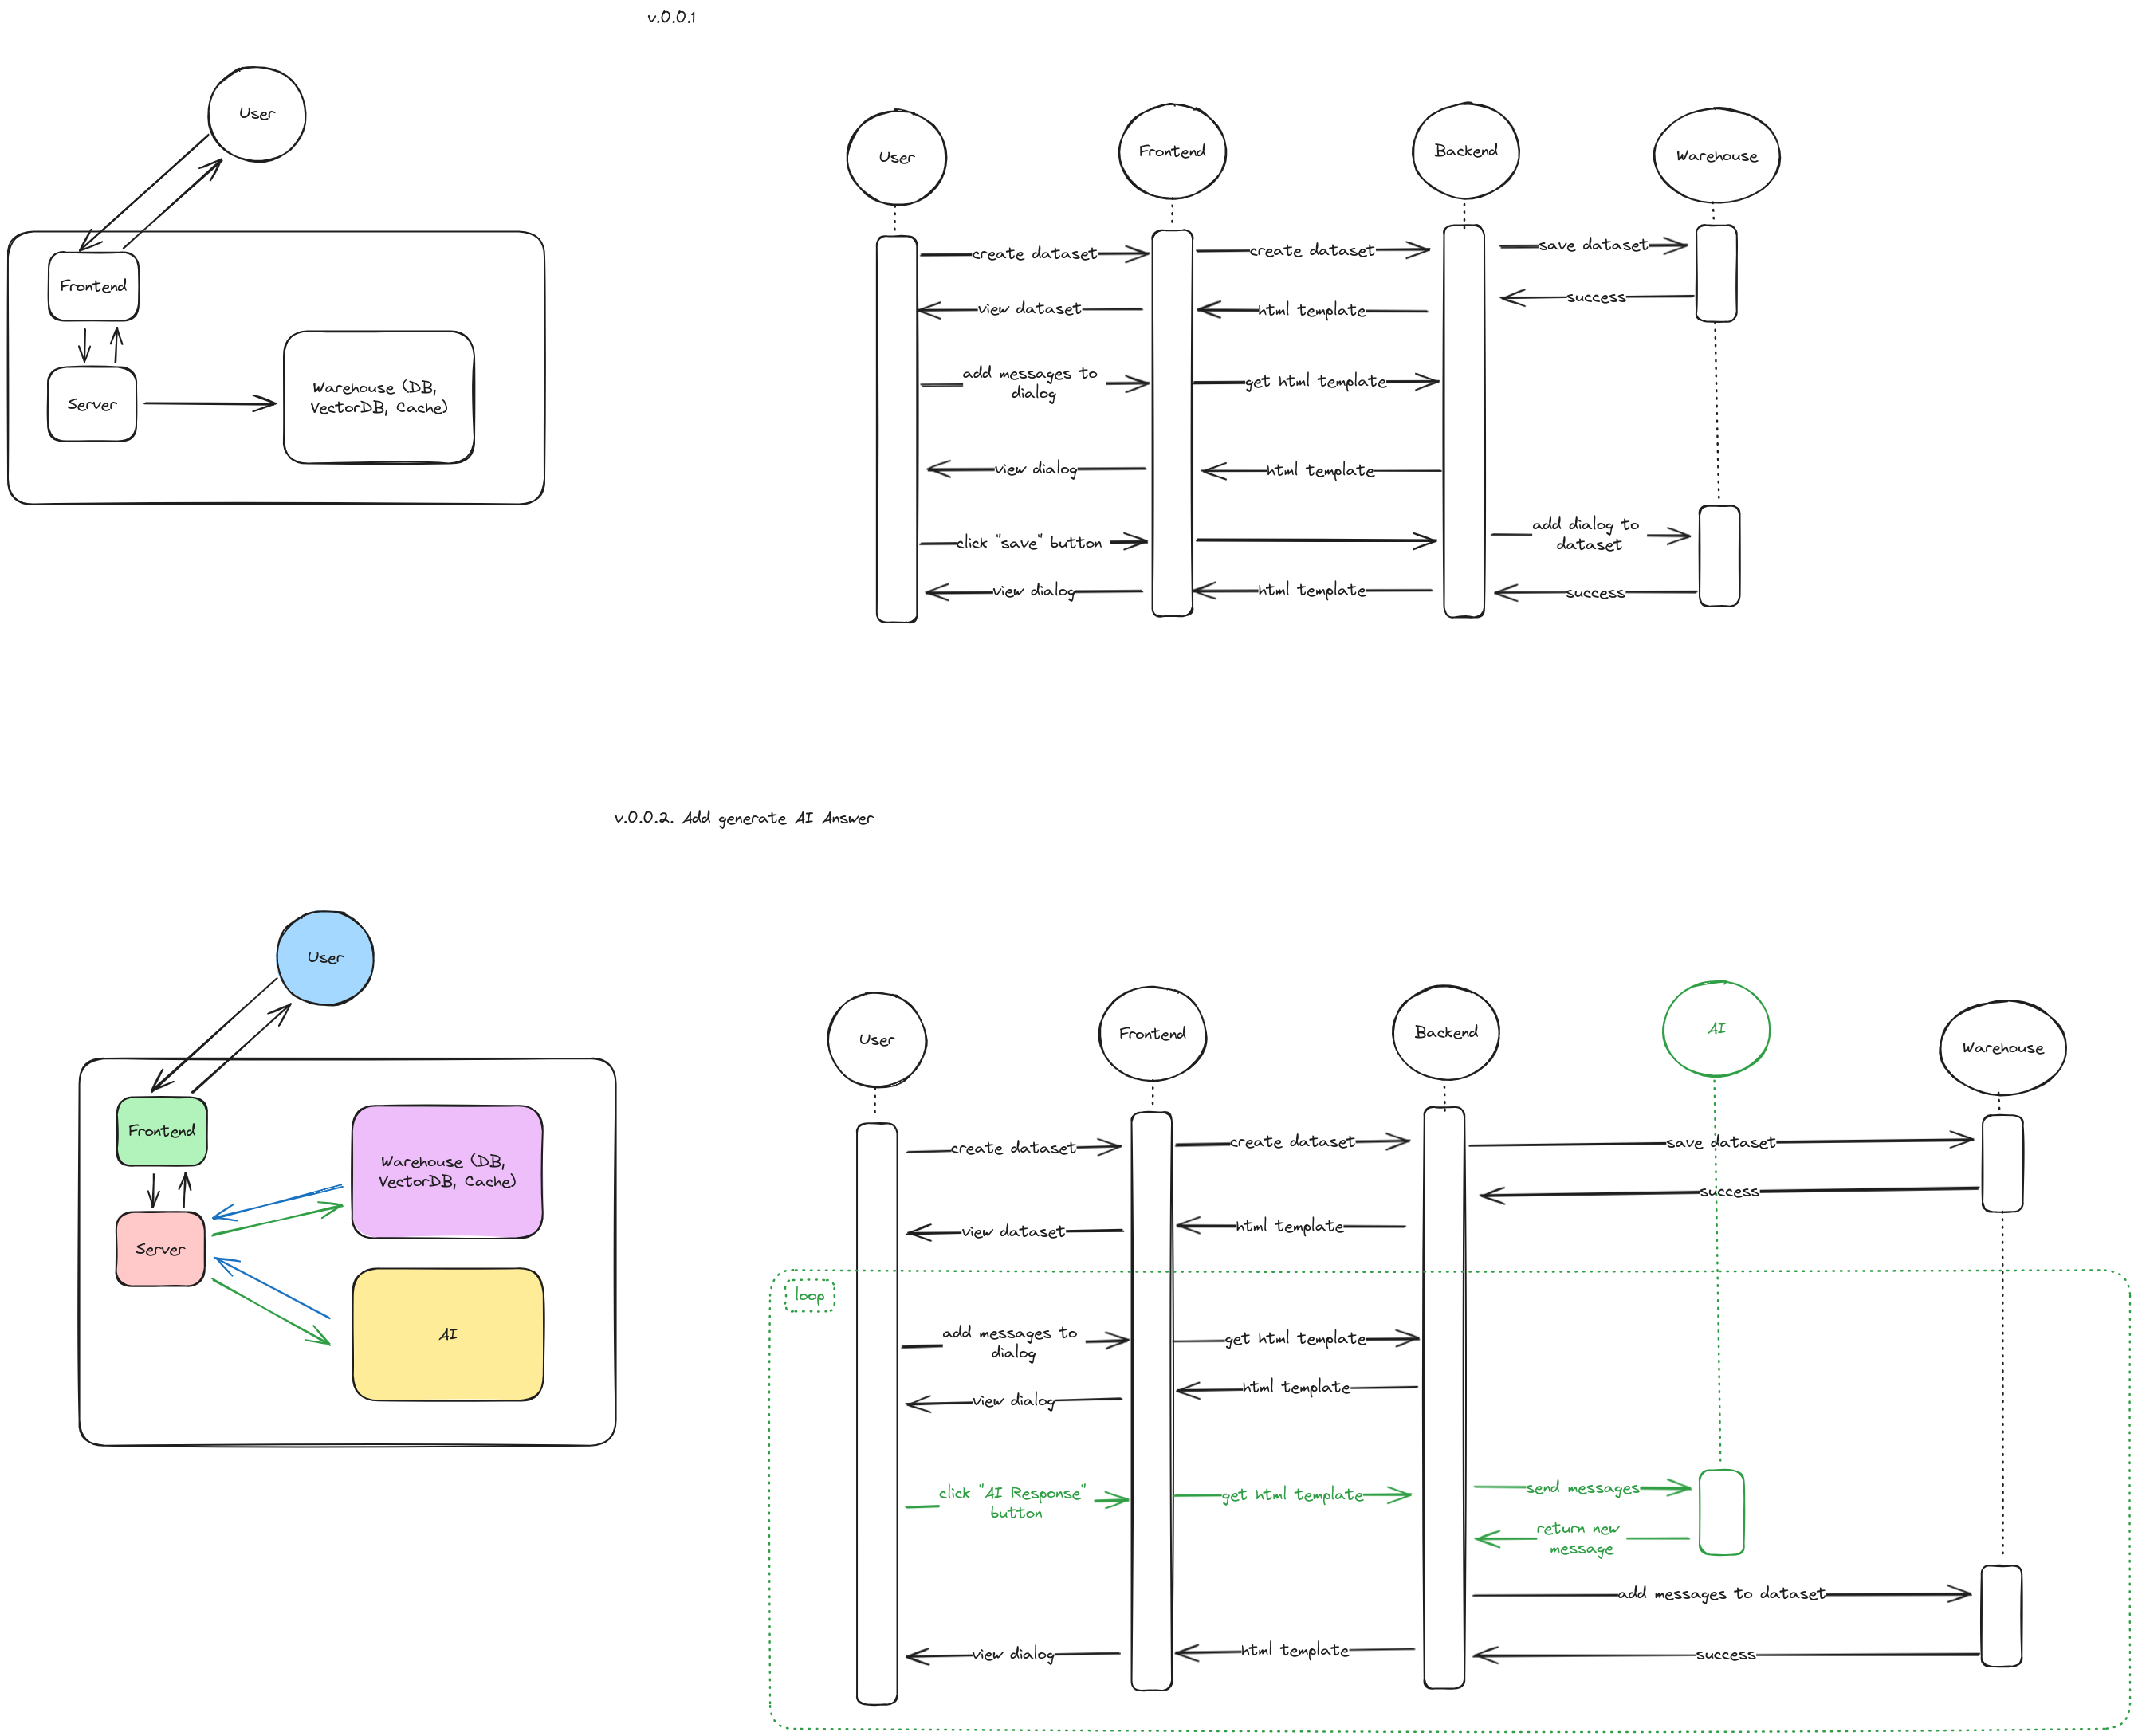 v.0.0.1
User
Frontend
Server
Warehouse (DB,
VectorDB, Cache)
User
Frontend
Backend
Warehouse
create dataset
create dataset
save dataset
success
view dataset
html template
add messages to
dialog
get html template
view dialog
html template
click "save" button
add dialog to
dataset
view dialog
html template
success
v.0.0.2. Add generate AI Answer
User
Frontend
Server
Warehouse (DB,
VectorDB, Cache)
AI
User
Frontend
Backend
AI
Warehouse
create dataset
create dataset
save dataset
success
view dataset
html template
loop
add messages to
dialog
get html template
view dialog
html template
click "AI Response"
button
get html template
send messages
return new
message
add messages to dataset
view dialog
html template
success